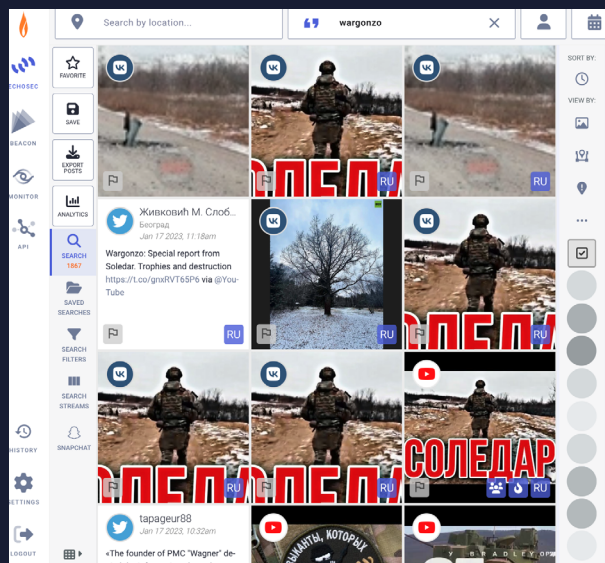 Search by location...
wargonzo
ECHOSEC
BEACON
MONITOR
API
HISTORY
SETTINGS
LOGOUT
FAVORITE
SAVE
EXPORT
POSTS
ANALYTICS
SEARCH
1867
SAVED
SEARCHES
SEARCH
FILTERS
SEARCH
STREAMS
SNAPCHAT
RU
RU
Живковић М. Слоб...
Београд
Jan 17 2023, 11:18am
Wargonzo: Special report from
Soledar. Trophies and destruction
https://t.co/gnxRVT65P6 via @You-
Tube
RU
RU
RU
RU
RU
СОЛЕДАР
RU
tapageur88
Jan 17 2023, 10:32am
«The founder of PMC "Wagner" de-
КОТОРЫХ
У BRADLEY
SORT BY:
VIEW BY: